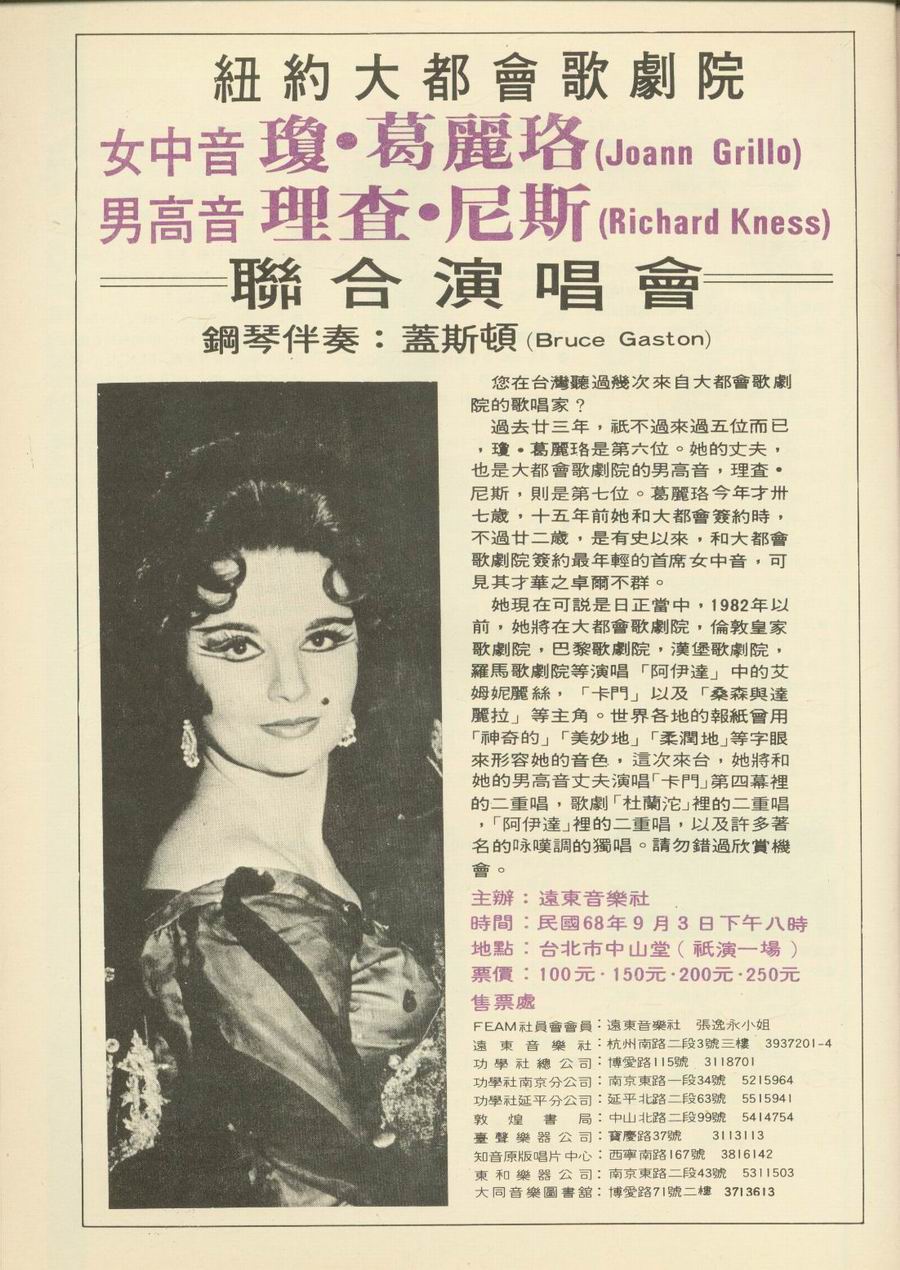 紐約大都會歌劇院
女中音 瓊•葛麗珞(Joann Grillo)
男高音 理査•尼斯(Richard Kness)
聯合演唱會
鋼琴伴奏：蓋斯頓(Bruce Gaston)
您在台灣聽過幾次來自大都會歌劇
院的歌唱家？
過去廿三年，祇不過來過五位而已
，瓊•葛麗珞是第六位。她的丈夫，
也是大都會歌劇院的男高音，理査•
尼斯，則是第七位。葛麗珞今年才卅
七歲，十五年前她和大都會簽約時，
不過廿二歲，是有史以來，和大都會
歌劇院簽約最年輕的首席女中音，可
見其才華之卓爾不群。
她現在可説是日正當中，1982年以
前，她將在大都會歌劇院，倫敦皇家
歌劇院，巴黎歌劇院，漢堡歌劇院，
羅馬歌劇院等演唱「阿伊達」中的艾
姆妮麗絲，「卡門」以及「桑森與達
麗拉」等主角。世界各地的報紙曾用
「神奇的」「美妙地」「柔潤地」等字眼
來形容她的音色，這次來台，她將和
她的男高音丈夫演唱「卡門」第四幕裡
的二重唱，歌劇「杜蘭沱」裡的二重唱
，「阿伊達」裡的二重唱，以及許多著
名的咏嘆調的獨唱。請勿錯過欣賞機
會。
主辦：遠東音樂社
時間：民國68年9月3日下午八時
地點：台北市中山堂（祇演一場）
票價：100元·150元·200元·250元
售票處
FEAM社員會會員：遠東音樂社 張逸永小姐
遠東音樂社：杭州南路二段3號三樓 3937201-4
功學社總公司：博愛路115號 3118701
功學社南京分公司：南京東路一段34號 5215964
功學社延平分公司：延平北路二段63號 5515941
敦煌書局：中山北路二段99號 5414754
臺聲樂器公司：寶慶路37號 3113113
知音原版唱片中心：西寧南路167號 3816142
東和樂器公司：南京東路二段43號 5311503
大同音樂圖書舘：博愛路71號二樓 3713613